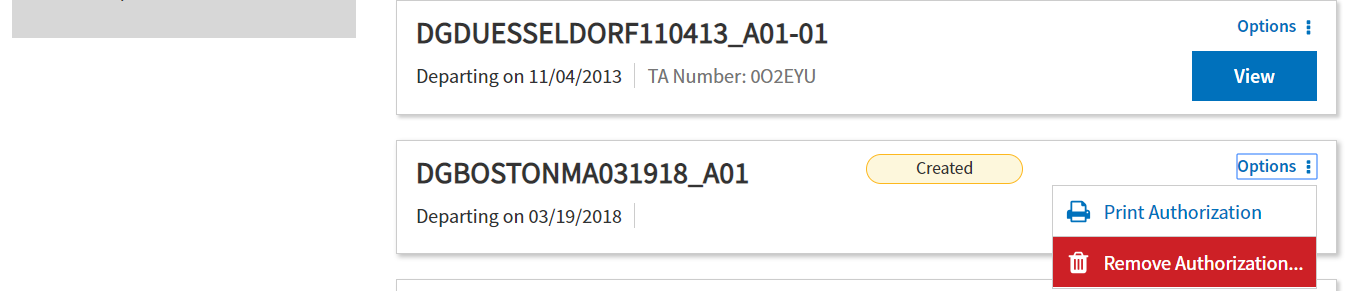 DGDUESSELDORF110413_A01-01
Options
Departing on 11/04/2013 TA Number: 0O2EYU
View
DGBOSTONMA031918_A01
Created
Options
Departing on 03/19/2018
Print Authorization
Remove Authorization...